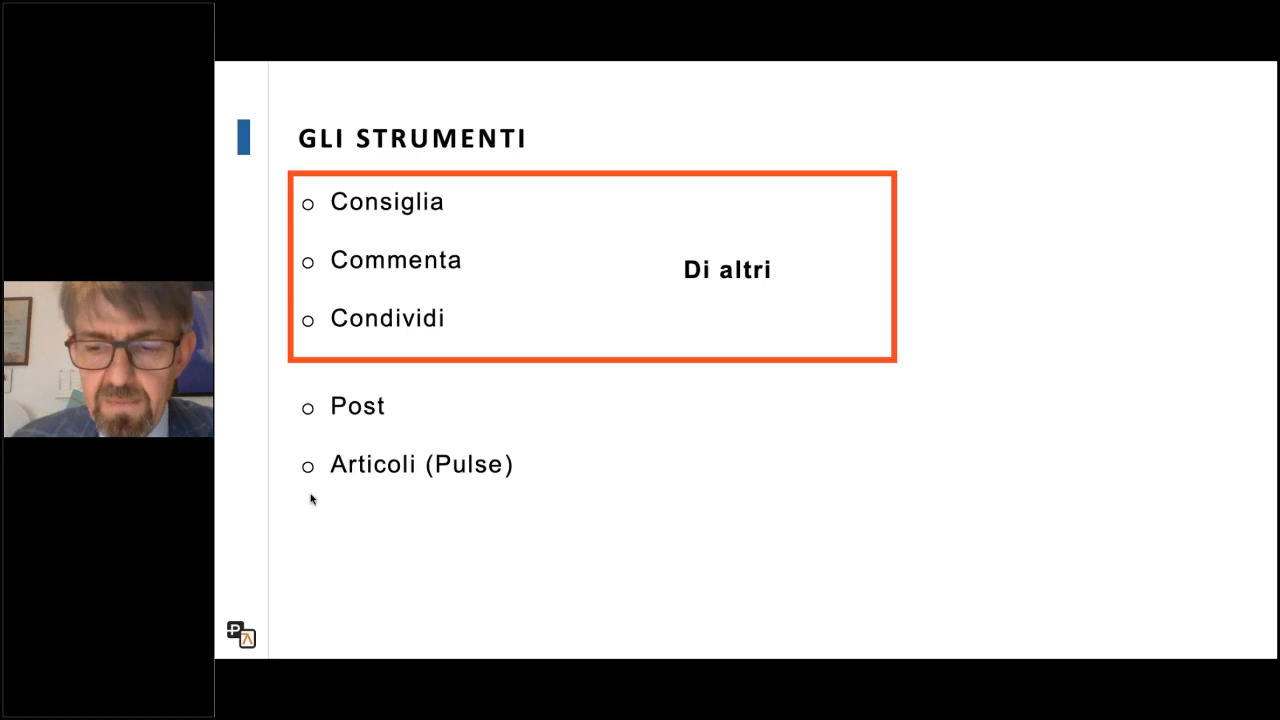 GLI STRUMENTI
Consiglia
Commenta
Di altri
Condividi
Post
Articoli (Pulse)
P